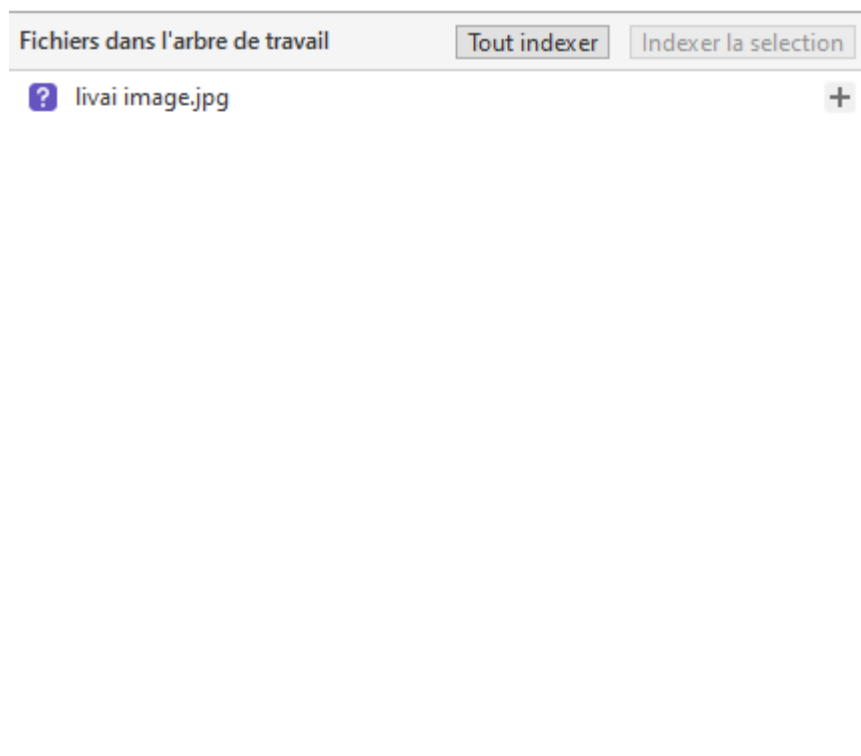 Fichiers dans l'arbre de travail Tout indexer Indexer la selection
? livai image.jpg +